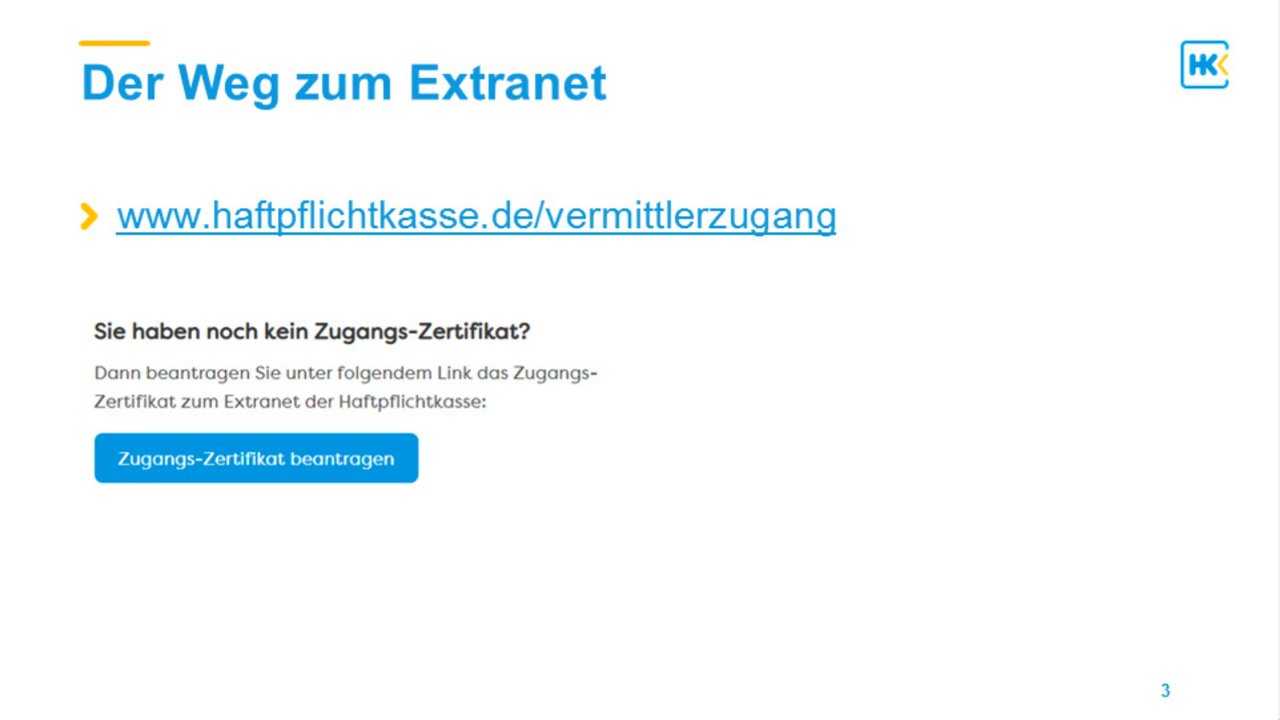 Der Weg zum Extranet
HK
www.haftpflichtkasse.de/vermittlerzugang
Sie haben noch kein Zugangs-Zertifikat?
Dann beantragen Sie unter folgendem Link das Zugangs-
Zertifikat zum Extranet der Haftpflichtkasse:
Zugangs-Zertifikat beantragen
3